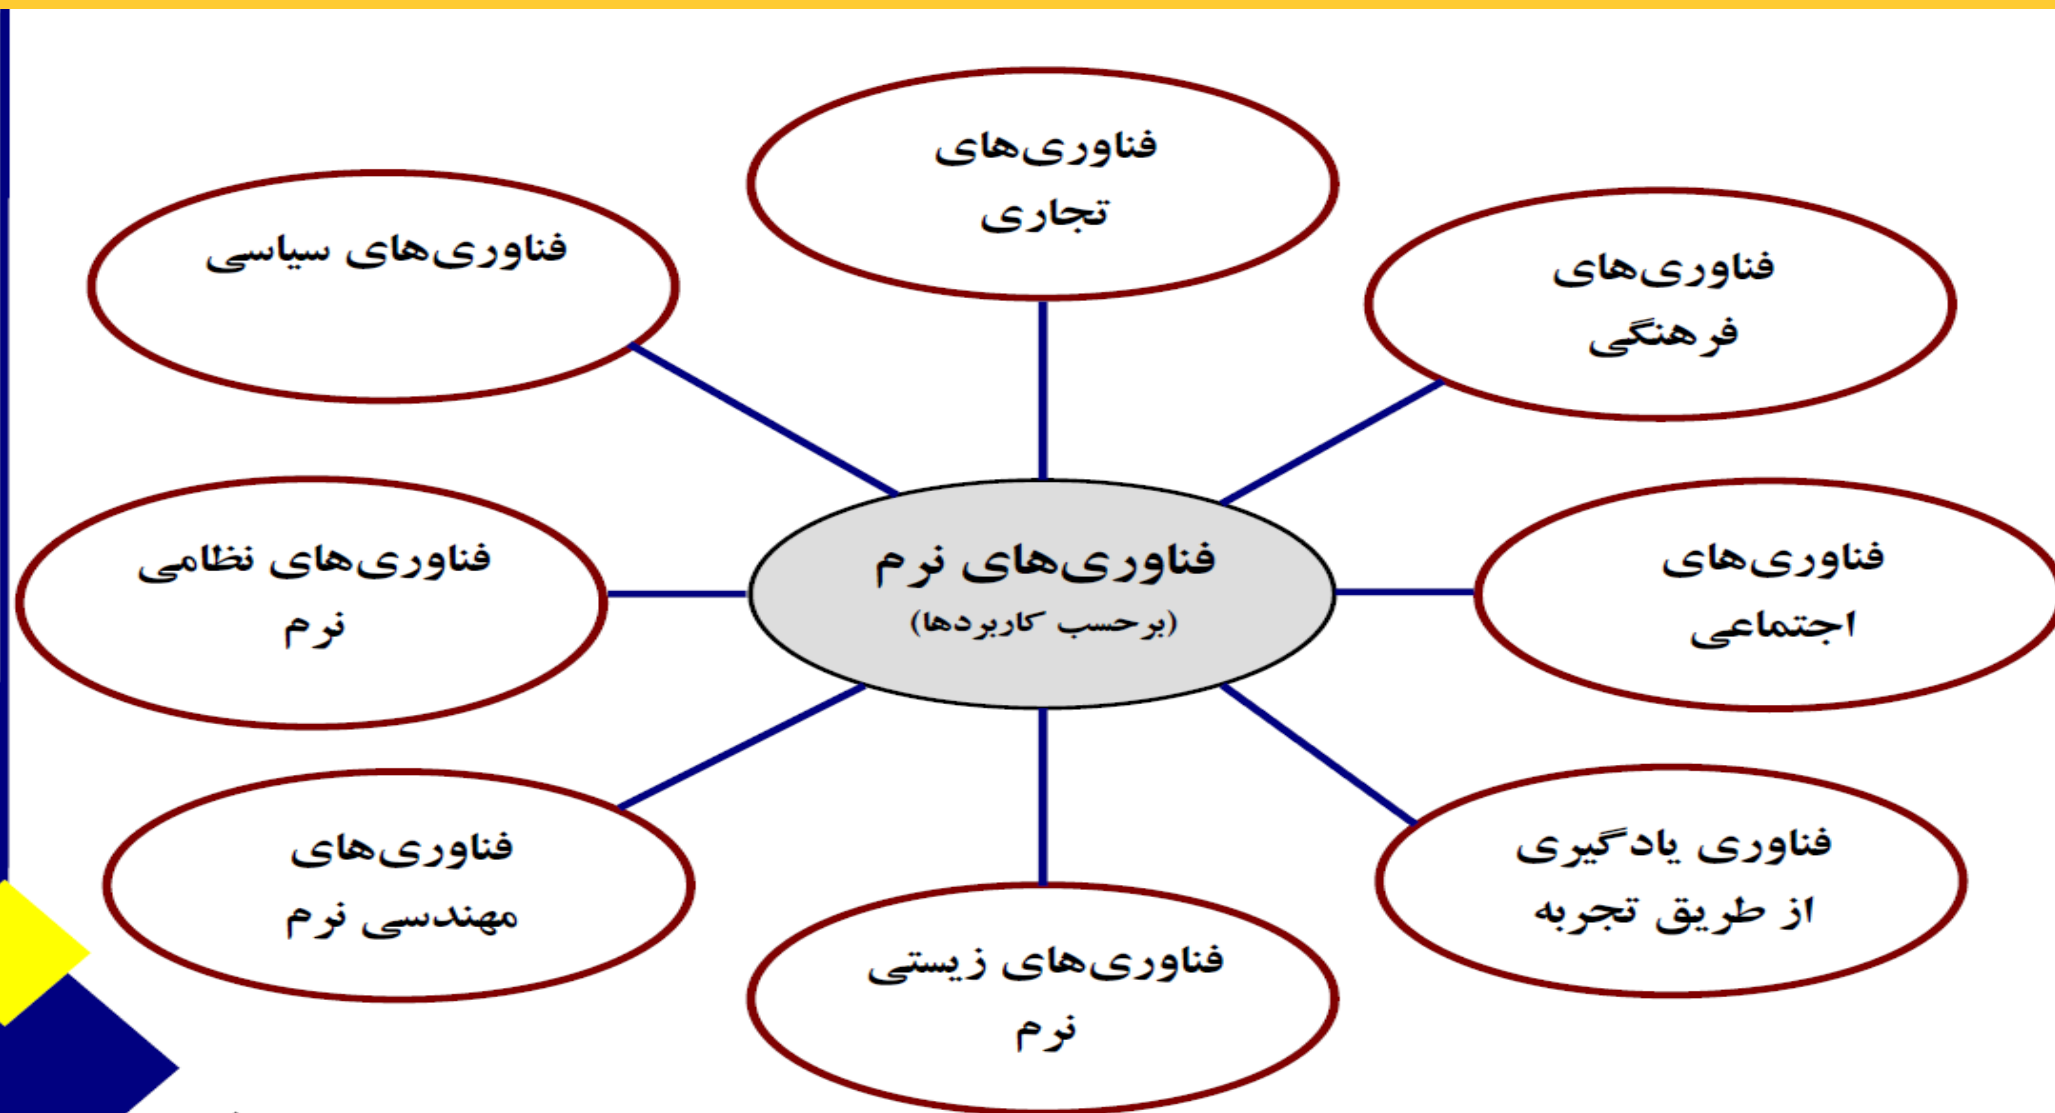 فناوری‌های
تجاری
فناوری‌های سیاسی
فناوری‌های
فرهنگی
فناوری‌های نرم
(برحسب کاربردها)
فناوری‌های نظامی
نرم
فناوری‌های
اجتماعی
فناوری‌های
مهندسی نرم
فناوری یادگیری
از طریق تجربه
فناوری‌های زیستی
نرم